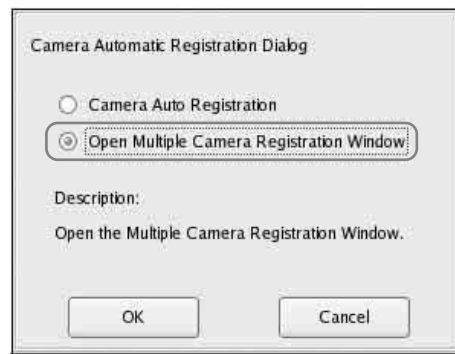 Camera Automatic Registration Dialog
Camera Auto Registration
Open Multiple Camera Registration Window
Description:
Open the Multiple Camera Registration Window.
OK
Cancel